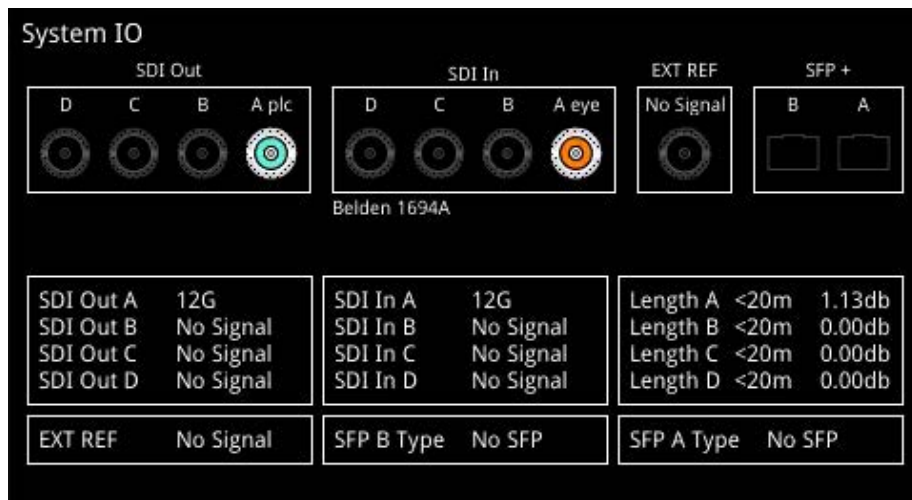 System IO
SDI Out
SDI In
EXT REF
SFP +
D C B A plc
D C B A eye
No Signal
B A
Belden 1694A
SDI Out A 12G
SDI Out B No Signal
SDI Out C No Signal
SDI Out D No Signal
SDI In A 12G
SDI In B No Signal
SDI In C No Signal
SDI In D No Signal
Length A <20m 1.13db
Length B <20m 0.00db
Length C <20m 0.00db
Length D <20m 0.00db
EXT REF No Signal
SFP B Type No SFP
SFP A Type No SFP